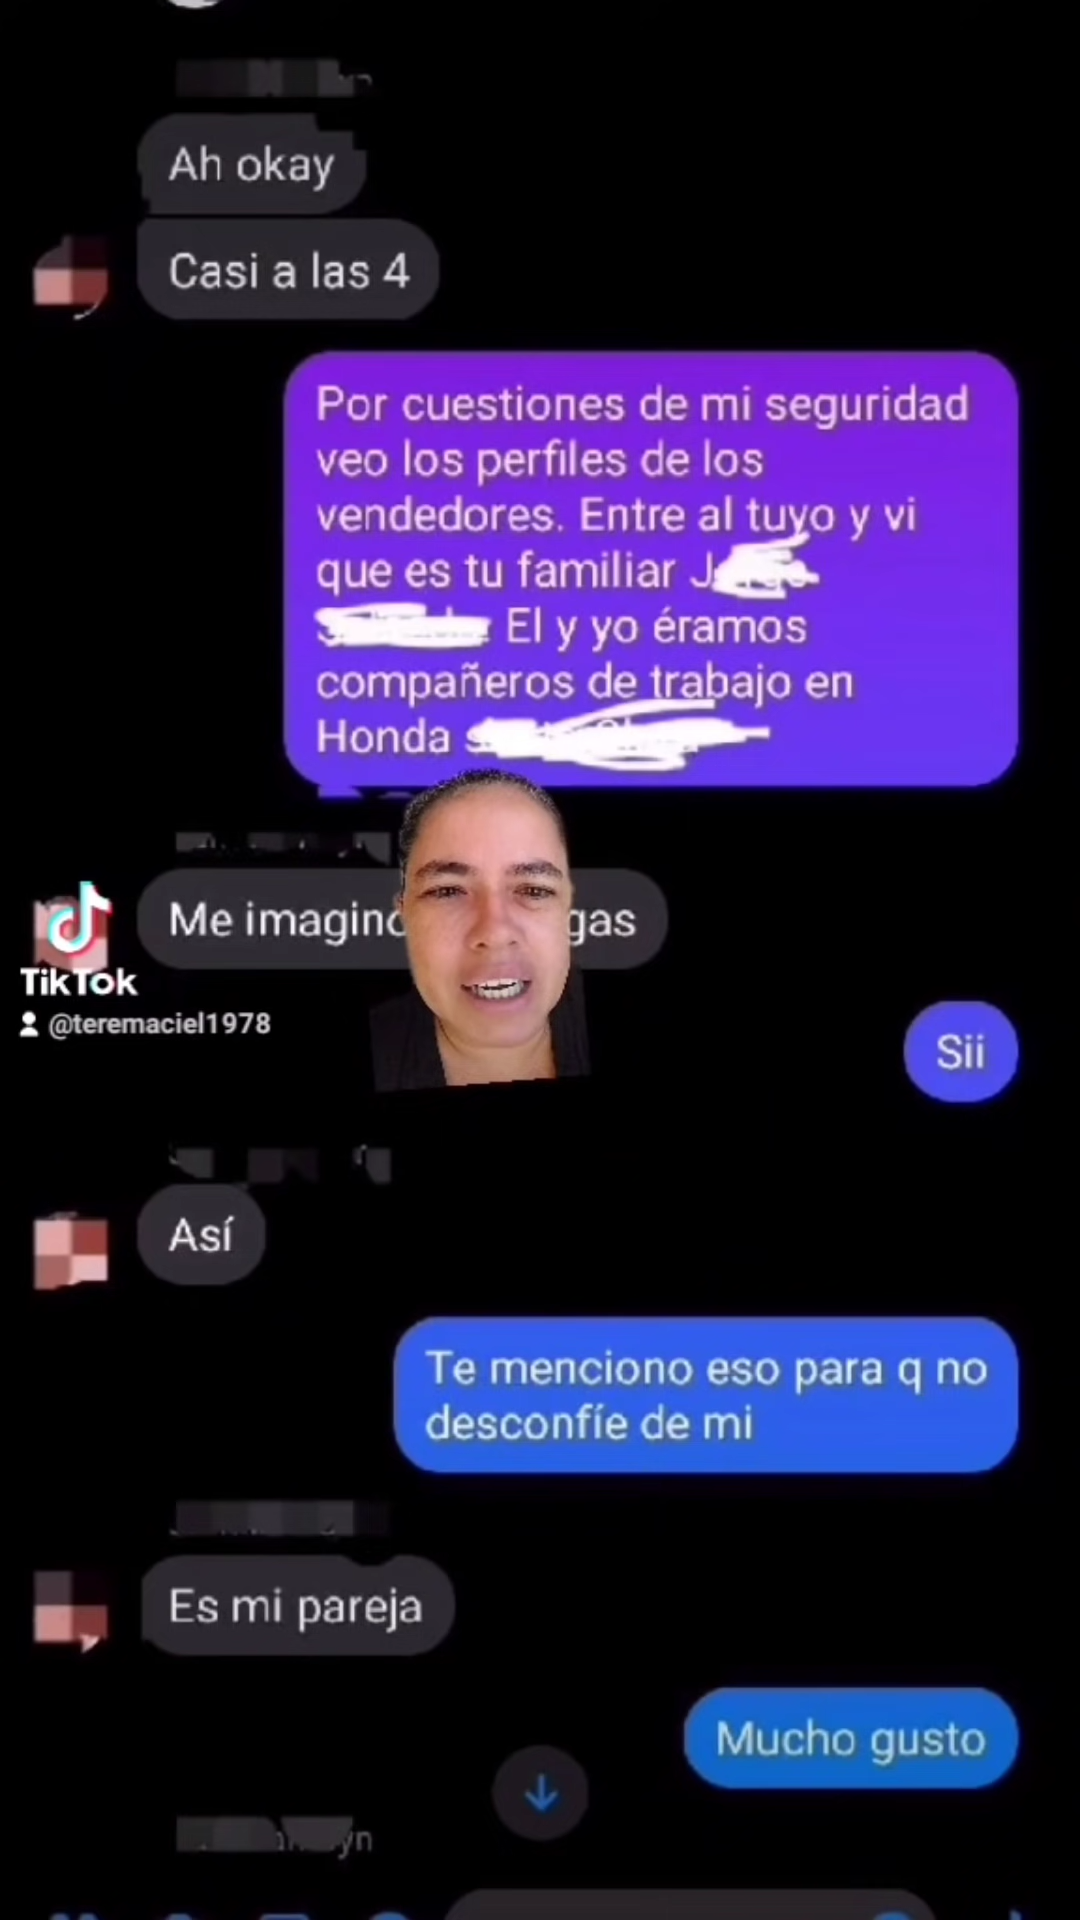 Ah okay
Casi a las 4
Por cuestiones de mi seguridad
veo los perfiles de los
vendedores. Entre al tuyo y vi
que es tu familiar
El y yo éramos
compañeros de trabajo en
Honda
Me imagino gas
TikTok
@teremaciel1978
Sii
Así
Te menciono eso para q no
desconfíe de mi
Es mi pareja
Mucho gusto